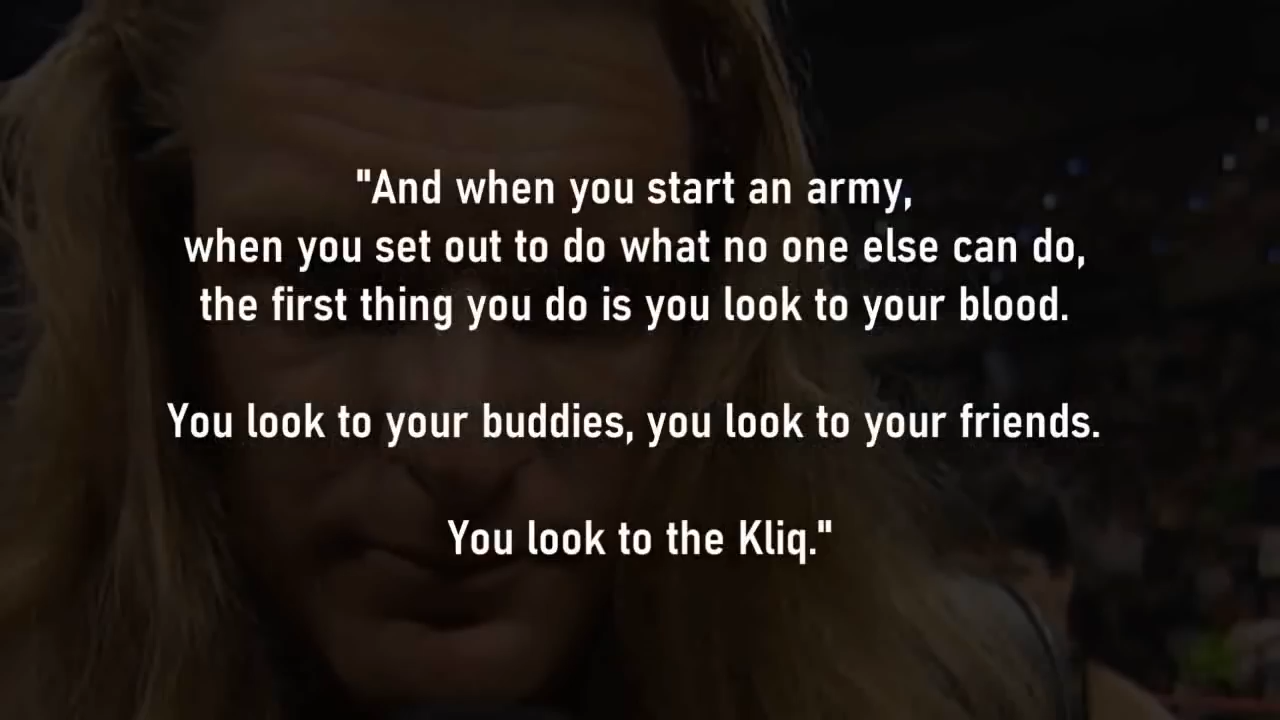 "And when you start an army,
when you set out to do what no one else can do,
the first thing you do is you look to your blood.
You look to your buddies, you look to your friends.
You look to the Kliq."